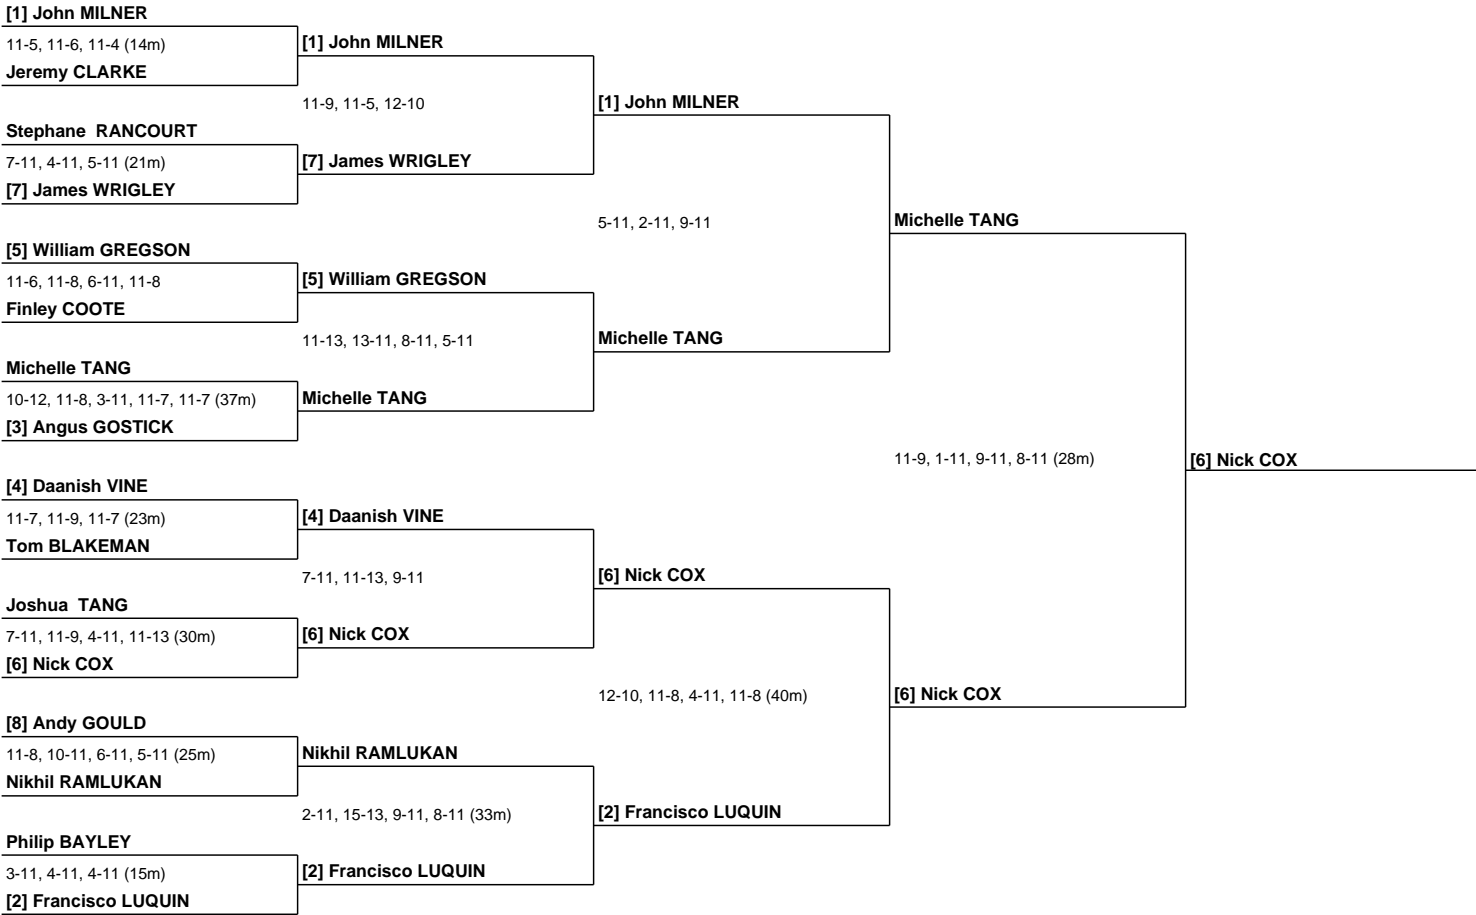 [1] John MILNER
11-5, 11-6, 11-4 (14m)
Jeremy CLARKE
Stephane  RANCOURT
7-11, 4-11, 5-11 (21m)
[7] James WRIGLEY
[5] William GREGSON
11-6, 11-8, 6-11, 11-8
Finley COOTE
Michelle TANG
10-12, 11-8, 3-11, 11-7, 11-7 (37m)
[3] Angus GOSTICK
[4] Daanish VINE
11-7, 11-9, 11-7 (23m)
Tom BLAKEMAN
Joshua  TANG
7-11, 11-9, 4-11, 11-13 (30m)
[6] Nick COX
[8] Andy GOULD
11-8, 10-11, 6-11, 5-11 (25m)
Nikhil RAMLUKAN
Philip BAYLEY
3-11, 4-11, 4-11 (15m)
[2] Francisco LUQUIN
[1] John MILNER
11-9, 11-5, 12-10
[7] James WRIGLEY
[5] William GREGSON
11-13, 13-11, 8-11, 5-11
Michelle TANG
[4] Daanish VINE
7-11, 11-13, 9-11
[6] Nick COX
Nikhil RAMLUKAN
2-11, 15-13, 9-11, 8-11 (33m)
[2] Francisco LUQUIN
[1] John MILNER
5-11, 2-11, 9-11
Michelle TANG
[6] Nick COX
12-10, 11-8, 4-11, 11-8 (40m)
[2] Francisco LUQUIN
Michelle TANG
11-9, 1-11, 9-11, 8-11 (28m)
[6] Nick COX
[6] Nick COX